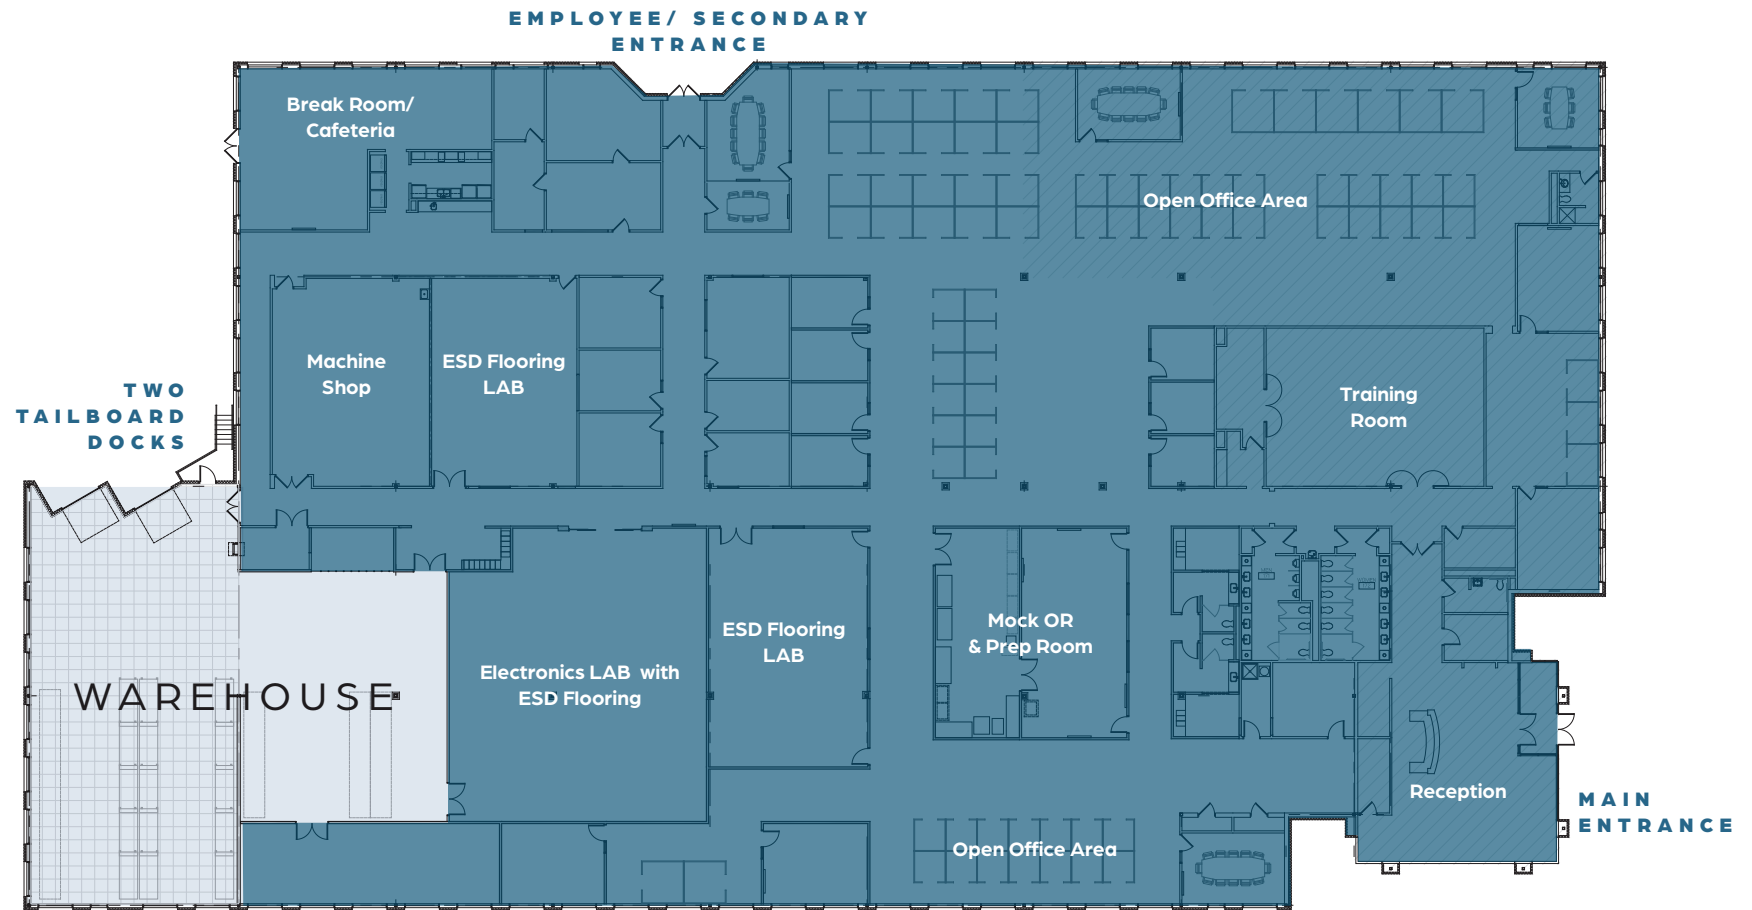 EMPLOYEE/ SECONDARY
ENTRANCE
Break Room/
Cafeteria
Open Office Area
Machine
Shop
ESD Flooring
LAB
TWO
TAILBOARD
DOCKS
Training
Room
Mock OR
& Prep Room
ESD Flooring
LAB
Electronics LAB with
ESD Flooring
WAREHOUSE
Reception
MAIN
ENTRANCE
Open Office Area